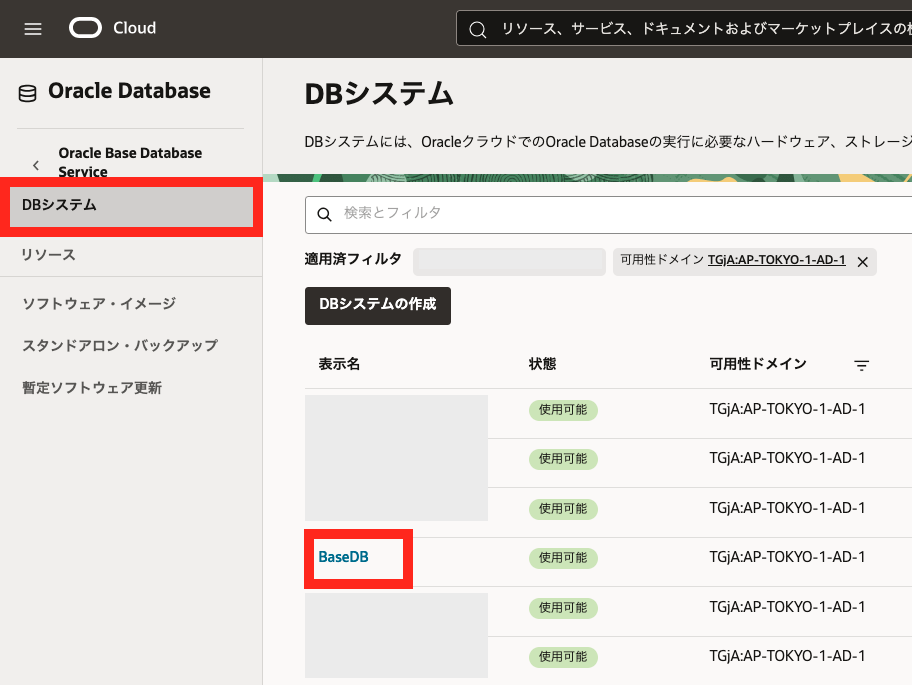 Cloud
リソース、サービス、ドキュメントおよびマーケットプレイスの
Oracle Database
Oracle Base Database
Service
DBシステム
リソース
ソフトウェア・イメージ
スタンドアロン・バックアップ
暫定ソフトウェア更新
DBシステム
DBシステムには、OracleクラウドでのOracle Databaseの実行に必要なハードウェア、ストレージ
検索とフィルタ
適用済フィルタ
可用性ドメイン TGjA:AP-TOKYO-1-AD-1
DBシステムの作成
表示名 状態 可用性ドメイン
使用可能 TGjA:AP-TOKYO-1-AD-1
使用可能 TGjA:AP-TOKYO-1-AD-1
使用可能 TGjA:AP-TOKYO-1-AD-1
BaseDB 使用可能 TGjA:AP-TOKYO-1-AD-1
使用可能 TGjA:AP-TOKYO-1-AD-1
使用可能 TGjA:AP-TOKYO-1-AD-1